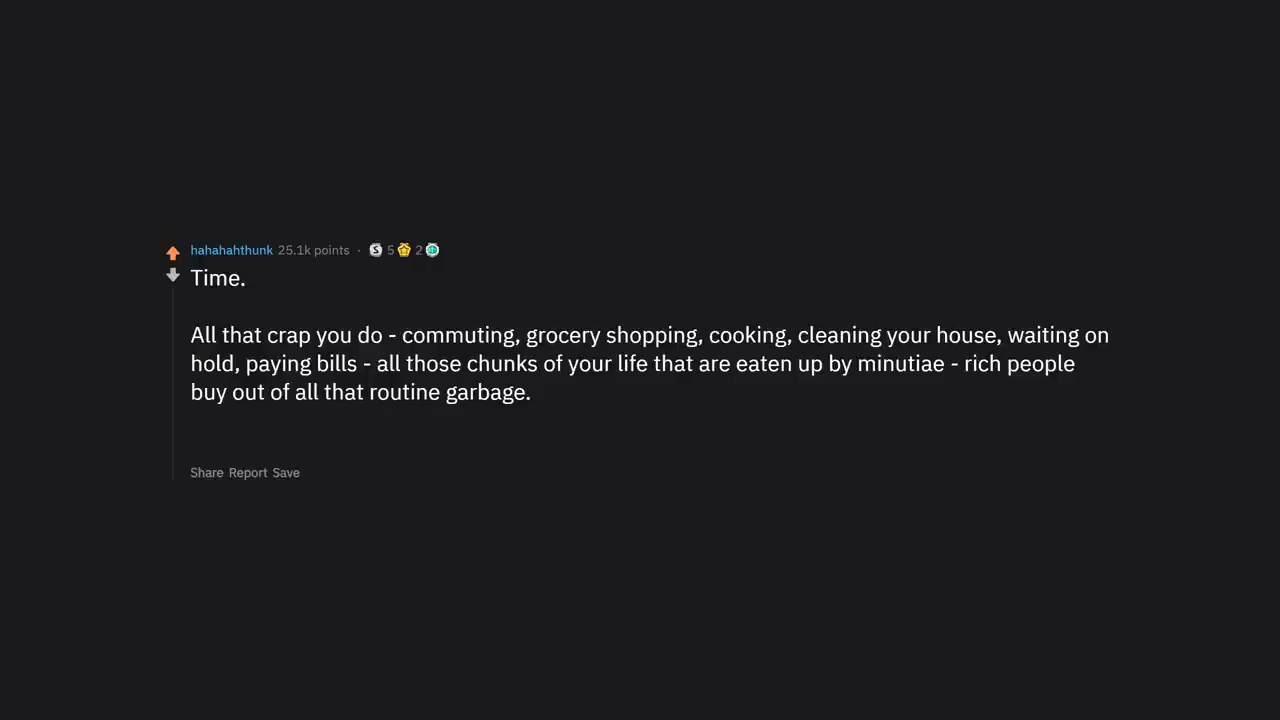 hahahahthunk 25.1k points · S 5 2
Time.
All that crap you do - commuting, grocery shopping, cooking, cleaning your house, waiting on
hold, paying bills - all those chunks of your life that are eaten up by minutiae - rich people
buy out of all that routine garbage.
Share Report Save